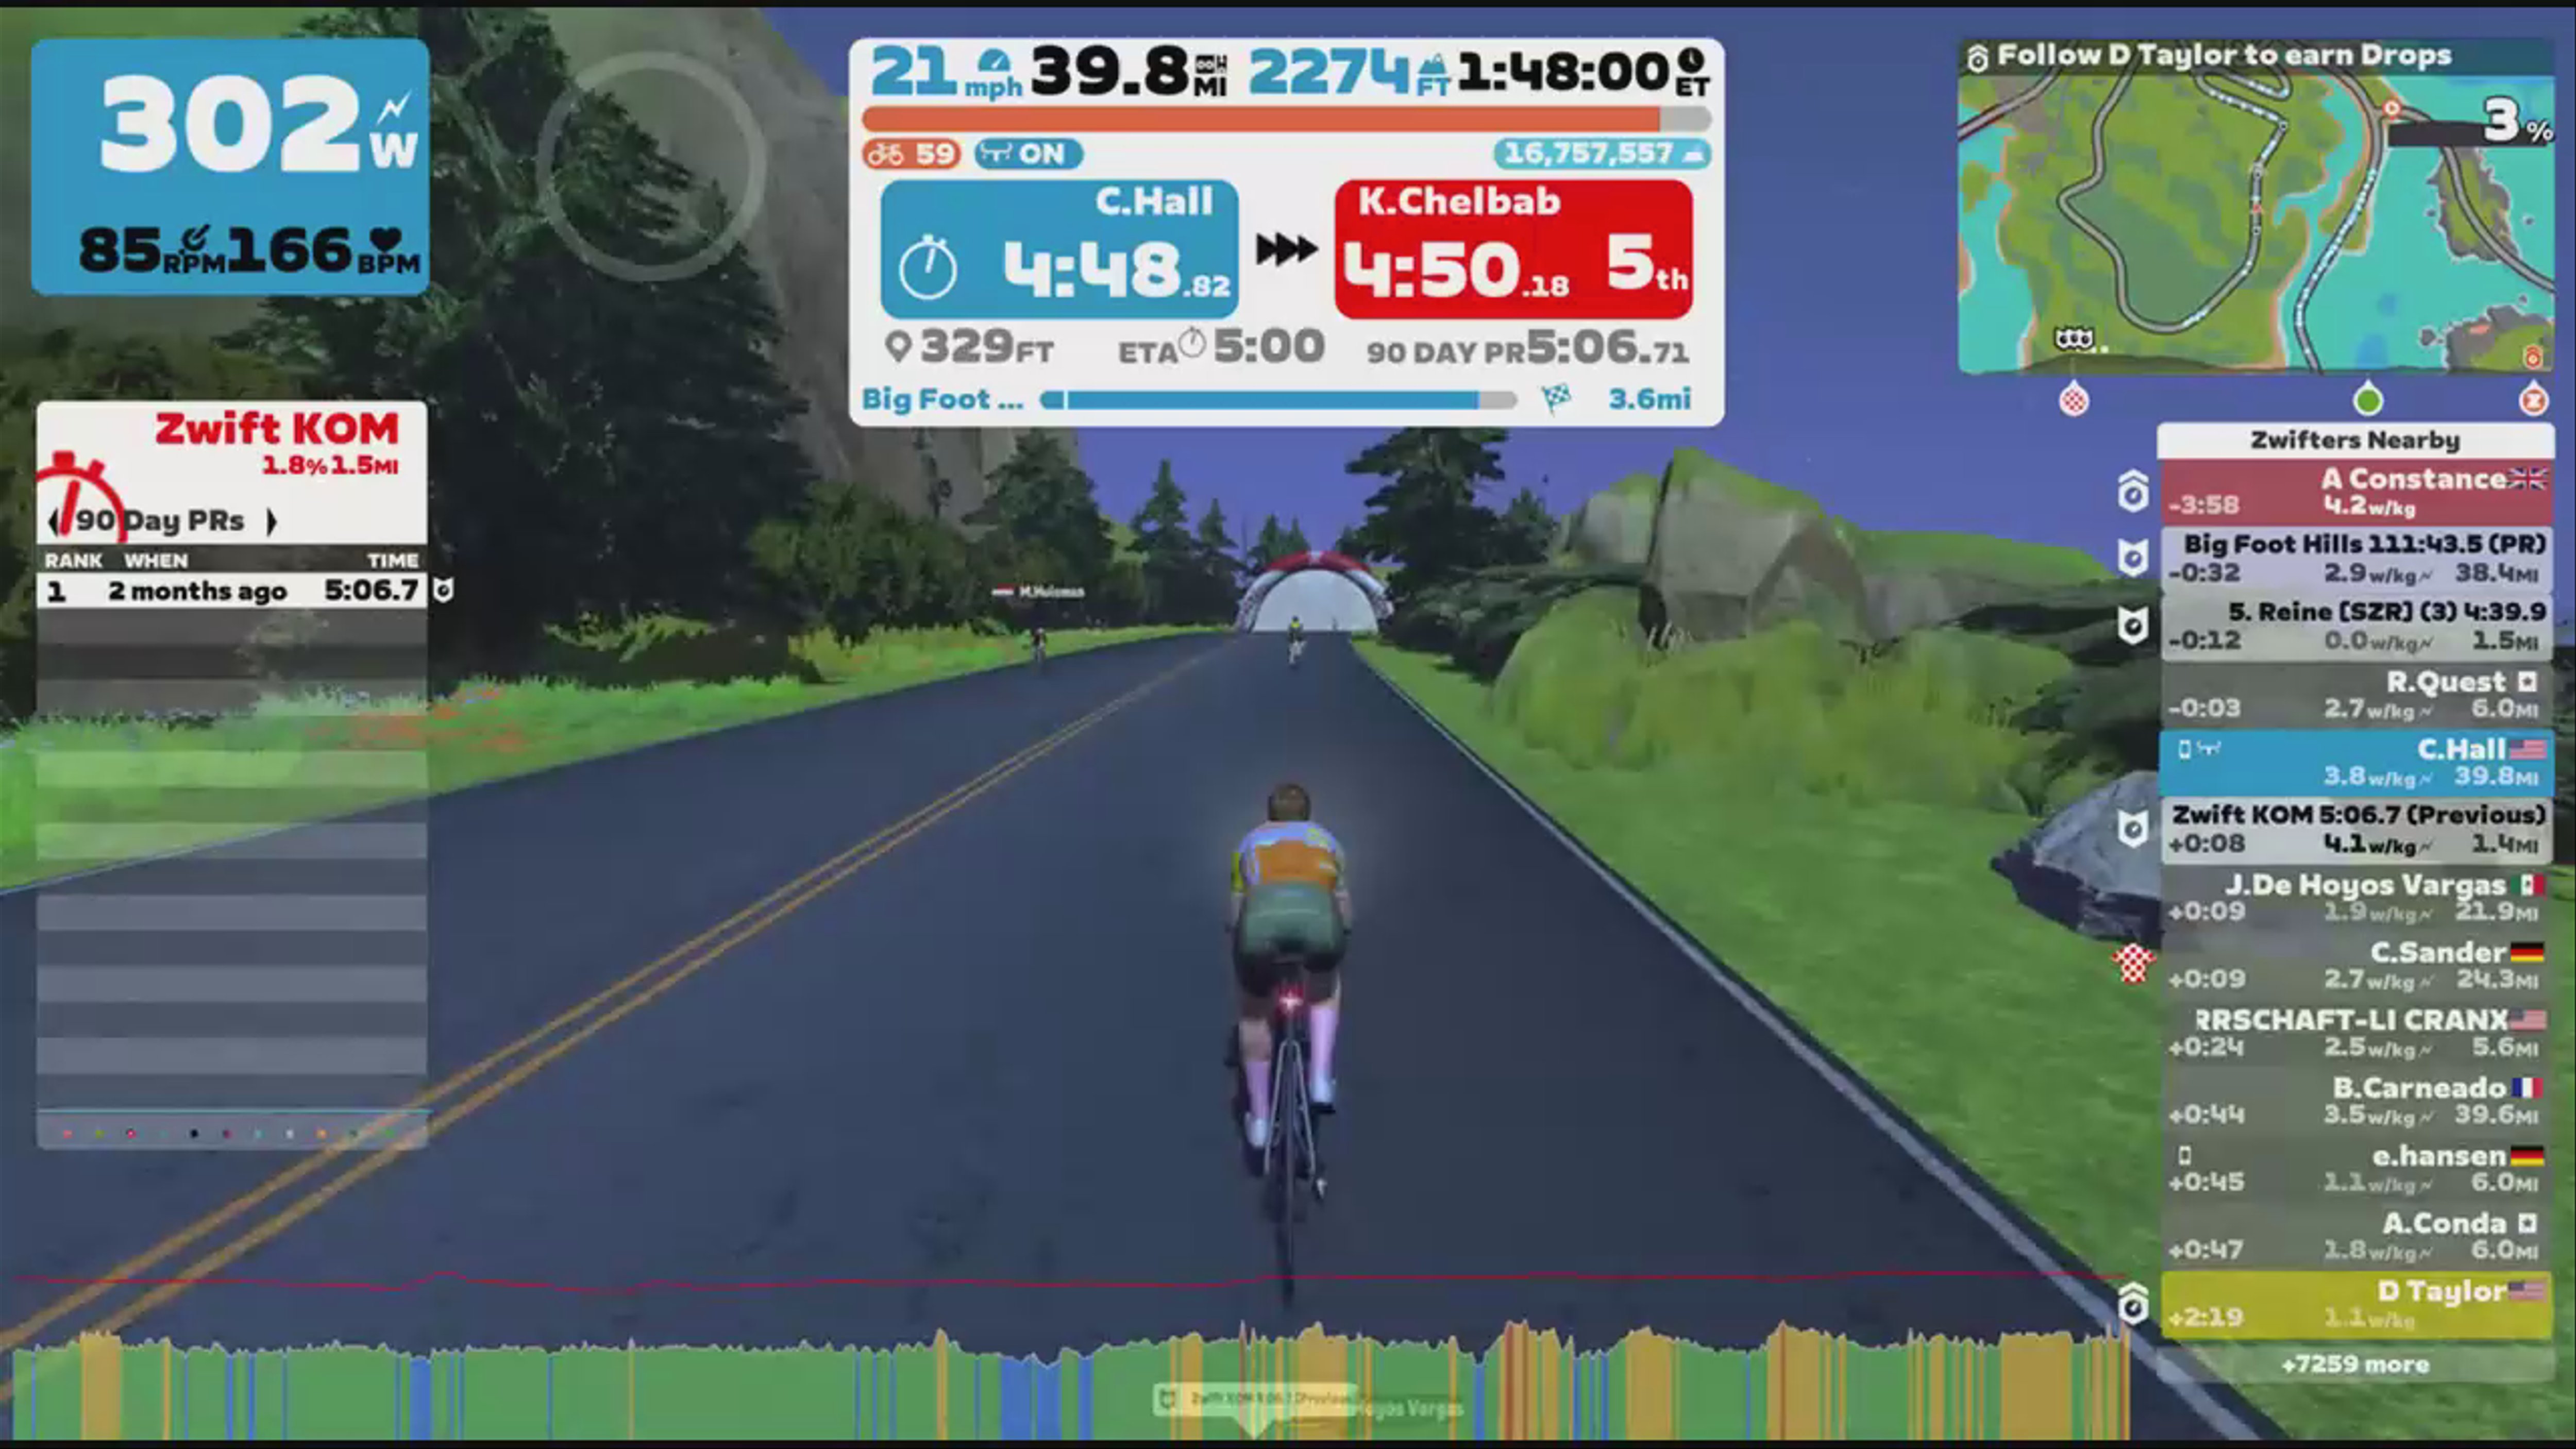 302 W
85 RPM 166 BPM
21 mph 39.8 MI 2274 FT 1:48:00 ET
59 ON 16,757,557
C.Hall
4:48.82
K.Chelbab
4:50.18 5th
329FT ETA 5:00 90 DAY PR 5:06.71
Big Foot ... 3.6mi
Follow D Taylor to earn Drops
3 %
Zwift KOM
1.8% 1.5MI
90 Day PRs
RANK WHEN TIME
1 2 months ago 5:06.7
Zwifters Nearby
A Constance
-3:58 4.2w/kg
Big Foot Hills 111:43.5 (PR)
-0:32 2.9w/kg 38.4MI
5. Reine [SZR] (3) 4:39.9
-0:12 0.0w/kg 1.5MI
R.Quest
-0:03 2.7w/kg 6.0MI
C.Hall
3.8w/kg 39.8MI
Zwift KOM 5:06.7 (Previous)
+0:08 4.1w/kg 1.4MI
J.De Hoyos Vargas
+0:09 1.9w/kg 21.9MI
C.Sander
+0:09 2.7w/kg 24.3MI
RRSCHAFT-LI CRANX
+0:24 2.5w/kg 5.6MI
B.Carneado
+0:44 3.5w/kg 39.6MI
e.hansen
+0:45 1.1w/kg 6.0MI
A.Conda
+0:47 1.8w/kg 6.0MI
D Taylor
+2:19 1.1w/kg
+7259 more
Hoyos Vargas